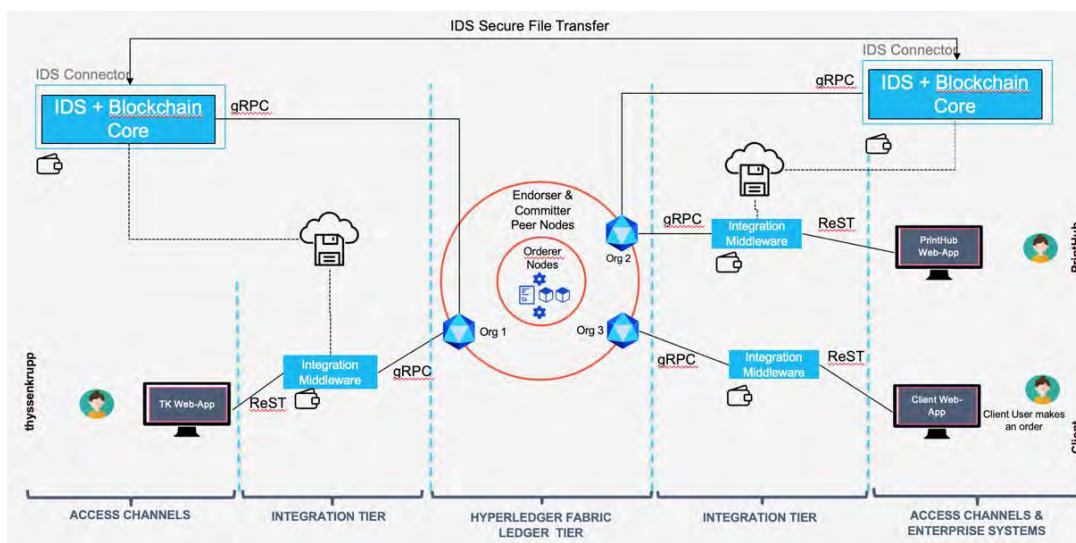 IDS Secure File Transfer
IDS Connector
IDS + Blockchain
Core
gRPC
IDS Connector
IDS + Blockchain
Core
gRPC
Endorser &
Committer
Peer Nodes
Orderer
Nodes
Org 1
Org 2
Org 3
gRPC
Integration
Middleware
ReST
PrintHub
Web-App
PrintHub
thyssenkrupp
TK Web-App
ReST
Integration
Middleware
gRPC
gRPC
Integration
Middleware
ReST
Client Web-
App
Client User makes
an order
Client
ACCESS CHANNELS
INTEGRATION TIER
HYPERLEDGER FABRIC
LEDGER TIER
INTEGRATION TIER
ACCESS CHANNELS &
ENTERPRISE SYSTEMS